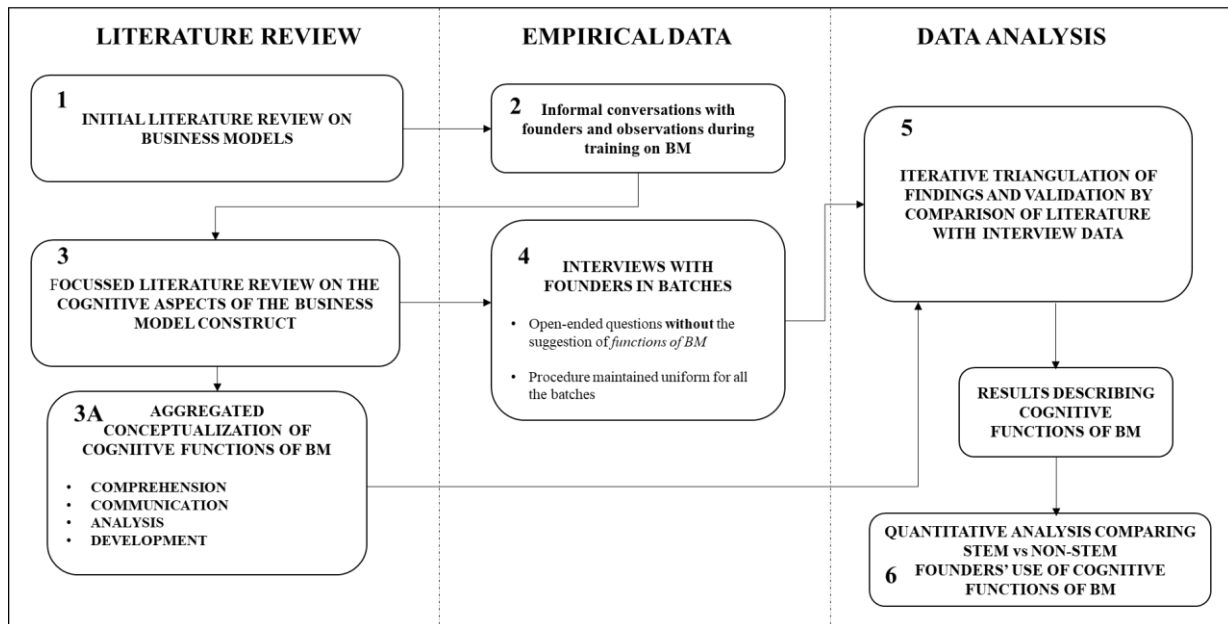 LITERATURE REVIEW
EMPIRICAL DATA
DATA ANALYSIS
1
INITIAL LITERATURE REVIEW ON
BUSINESS MODELS
2
Informal conversations with
founders and observations during
training on BM
3
FOCUSSED LITERATURE REVIEW ON THE
COGNITIVE ASPECTS OF THE BUSINESS
MODEL CONSTRUCT
3A
AGGREGATED
CONCEPTUALIZATION OF
COGNIITVE FUNCTIONS OF BM
• COMPREHENSION
• COMMUNICATION
• ANALYSIS
• DEVELOPMENT
4
INTERVIEWS WITH
FOUNDERS IN BATCHES
• Open-ended questions without the
suggestion of functions of BM
• Procedure maintained uniform for all
the batches
5
ITERATIVE TRIANGULATION OF
FINDINGS AND VALIDATION BY
COMPARISON OF LITERATURE
WITH INTERVIEW DATA
RESULTS DESCRIBING
COGNITIVE
FUNCTIONS OF BM
QUANTITATIVE ANALYSIS COMPARING
STEM vs NON-STEM
6 FOUNDERS' USE OF COGNITIVE
FUNCTIONS OF BM